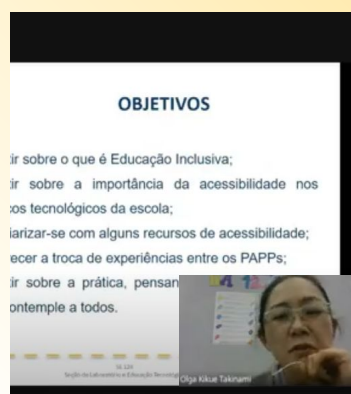 OBJETIVOS
ir sobre o que é Educação Inclusiva;
ir sobre a importância da acessibilidade nos
os tecnológicos da escola;
iarizar-se com alguns recursos de acessibilidade;
ecer a troca de experiências entre os PAPPs;
ir sobre a prática, pensan
ontemple a todos.
Olga Kikue Takinami